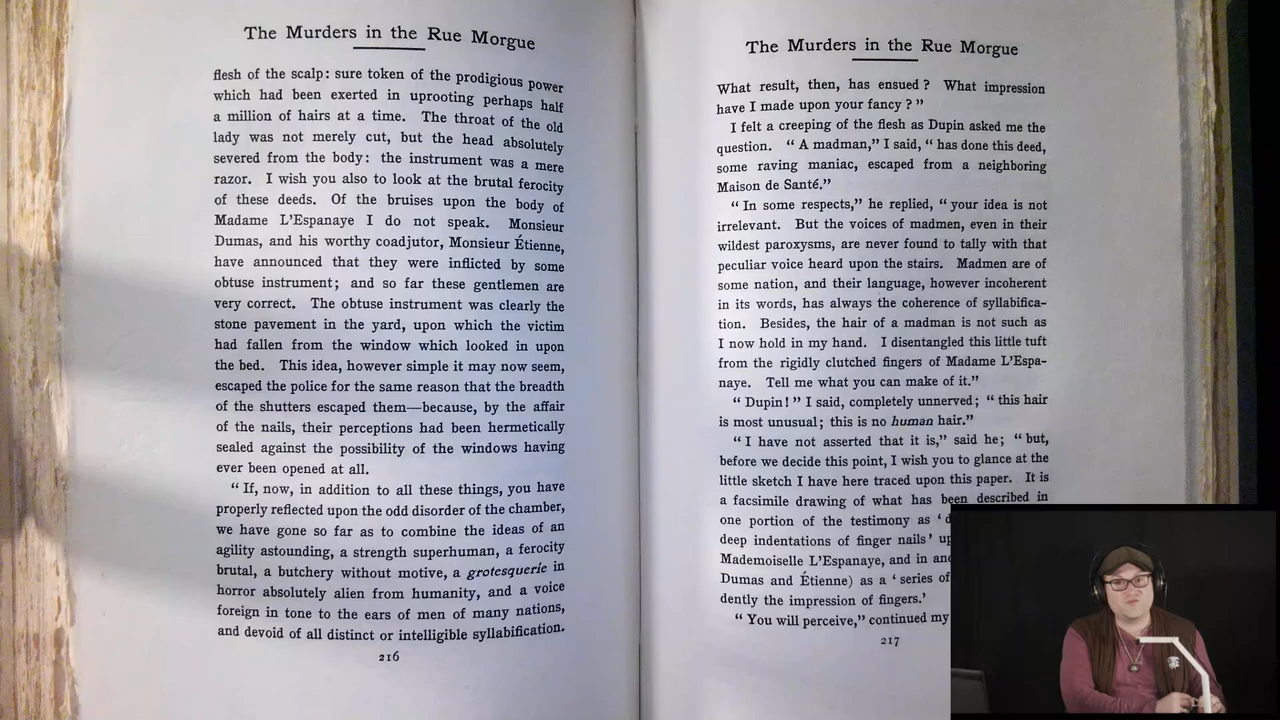 The Murders in the Rue Morgue
flesh of the scalp: sure token of the prodigious power
which had been exerted in uprooting perhaps half
a million of hairs at a time. The throat of the old
lady was not merely cut, but the head absolutely
severed from the body: the instrument was a mere
razor. I wish you also to look at the brutal ferocity
of these deeds. Of the bruises upon the body of
Madame L'Espanaye I do not speak. Monsieur
Dumas, and his worthy coadjutor, Monsieur Étienne,
have announced that they were inflicted by some
obtuse instrument; and so far these gentlemen are
very correct. The obtuse instrument was clearly the
stone pavement in the yard, upon which the victim
had fallen from the window which looked in upon
the bed. This idea, however simple it may now seem,
escaped the police for the same reason that the breadth
of the shutters escaped them—because, by the affair
of the nails, their perceptions had been hermetically
sealed against the possibility of the windows having
ever been opened at all.
“ If, now, in addition to all these things, you have
properly reflected upon the odd disorder of the chamber,
we have gone so far as to combine the ideas of an
agility astounding, a strength superhuman, a ferocity
brutal, a butchery without motive, a grotesquerie in
horror absolutely alien from humanity, and a voice
foreign in tone to the ears of men of many nations,
and devoid of all distinct or intelligible syllabification.
216
The Murders in the Rue Morgue
What result, then, has ensued ? What impression
have I made upon your fancy ? ”
I felt a creeping of the flesh as Dupin asked me the
question. “ A madman,” I said, “ has done this deed,
some raving maniac, escaped from a neighboring
Maison de Santé.”
“ In some respects,” he replied, “ your idea is not
irrelevant. But the voices of madmen, even in their
wildest paroxysms, are never found to tally with that
peculiar voice heard upon the stairs. Madmen are of
some nation, and their language, however incoherent
in its words, has always the coherence of syllabifica-
tion. Besides, the hair of a madman is not such as
I now hold in my hand. I disentangled this little tuft
from the rigidly clutched fingers of Madame L'Espa-
naye. Tell me what you can make of it.”
“ Dupin! ” I said, completely unnerved; “ this hair
is most unusual; this is no human hair.”
“ I have not asserted that it is,” said he; “ but,
before we decide this point, I wish you to glance at the
little sketch I have here traced upon this paper. It is
a facsimile drawing of what has been described in
one portion of the testimony as ‘
deep indentations of finger nails’
Mademoiselle L'Espanaye, and in
Dumas and Étienne) as a ‘ series of
dently the impression of fingers.’
“ You will perceive,” continued my
217